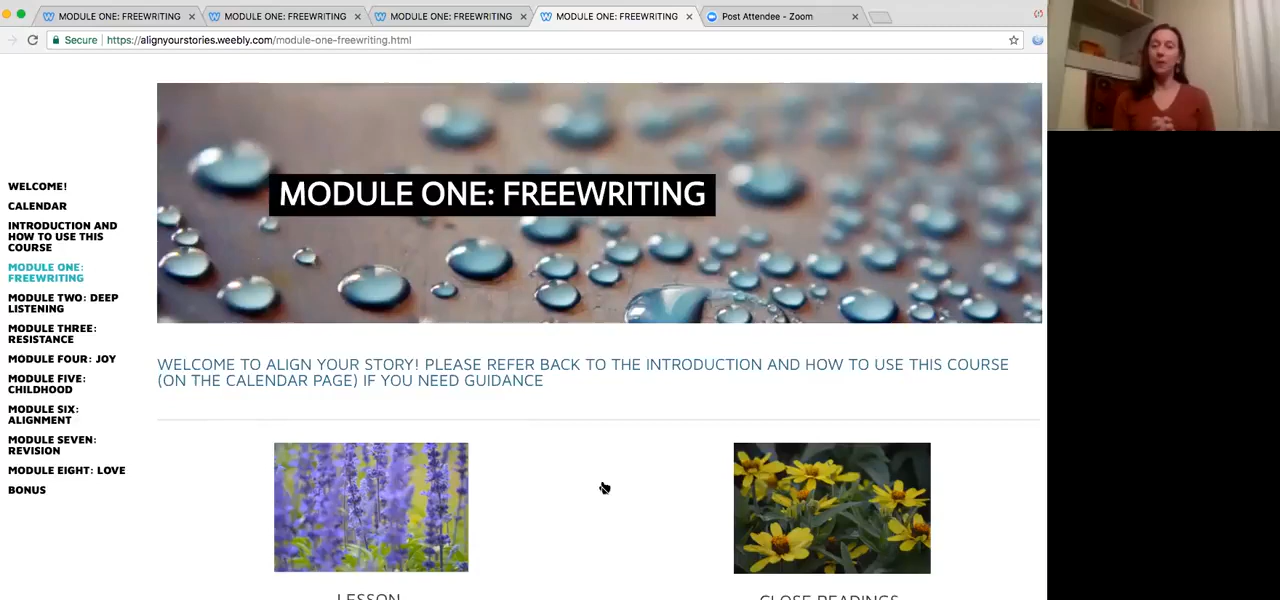 MODULE ONE: FREEWRITING
MODULE ONE: FREEWRITING
MODULE ONE: FREEWRITING
MODULE ONE: FREEWRITING
Post Attendee - Zoom
Secure
https://alignyourstories.weebly.com/module-one-freewriting.html
WELCOME!
CALENDAR
INTRODUCTION AND
HOW TO USE THIS
COURSE
MODULE ONE:
FREEWRITING
MODULE TWO: DEEP
LISTENING
MODULE THREE:
RESISTANCE
MODULE FOUR: JOY
MODULE FIVE:
CHILDHOOD
MODULE SIX:
ALIGNMENT
MODULE SEVEN:
REVISION
MODULE EIGHT: LOVE
BONUS
MODULE ONE: FREEWRITING
WELCOME TO ALIGN YOUR STORY! PLEASE REFER BACK TO THE INTRODUCTION AND HOW TO USE THIS COURSE
(ON THE CALENDAR PAGE) IF YOU NEED GUIDANCE
LESSON
CLOSE READINGS